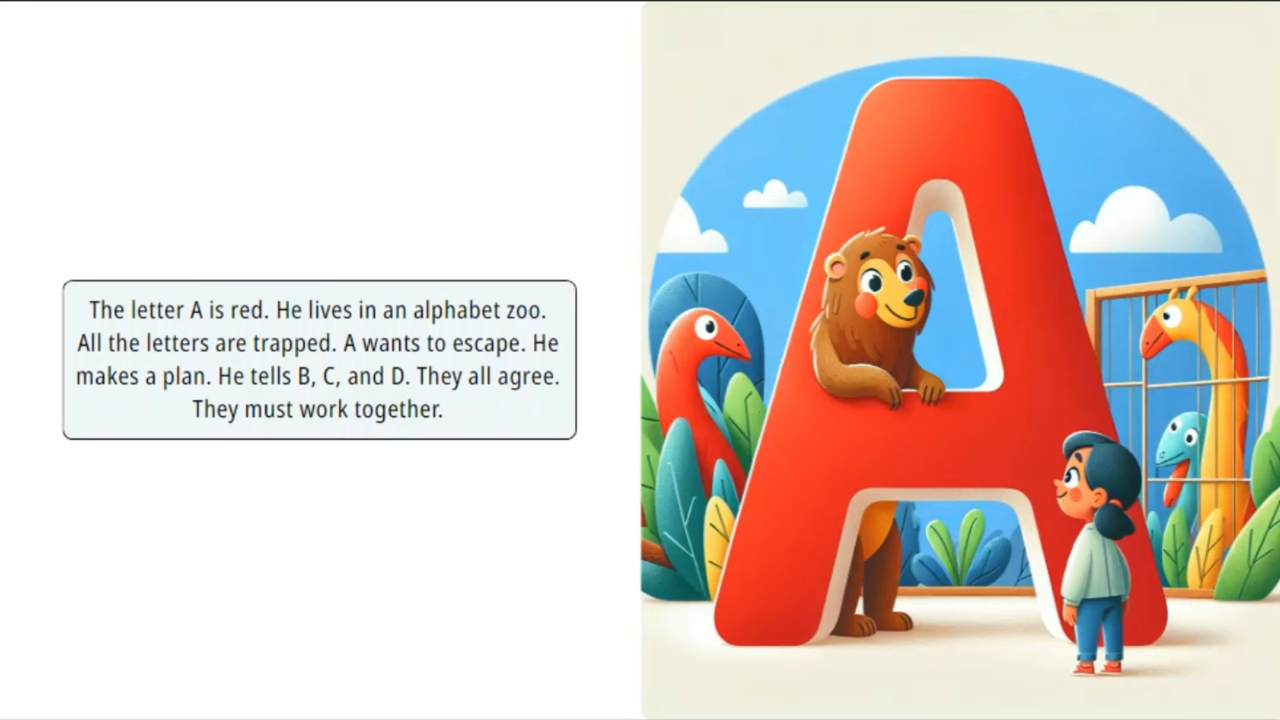 The letter A is red. He lives in an alphabet zoo.
All the letters are trapped. A wants to escape. He
makes a plan. He tells B, C, and D. They all agree.
They must work together.
A